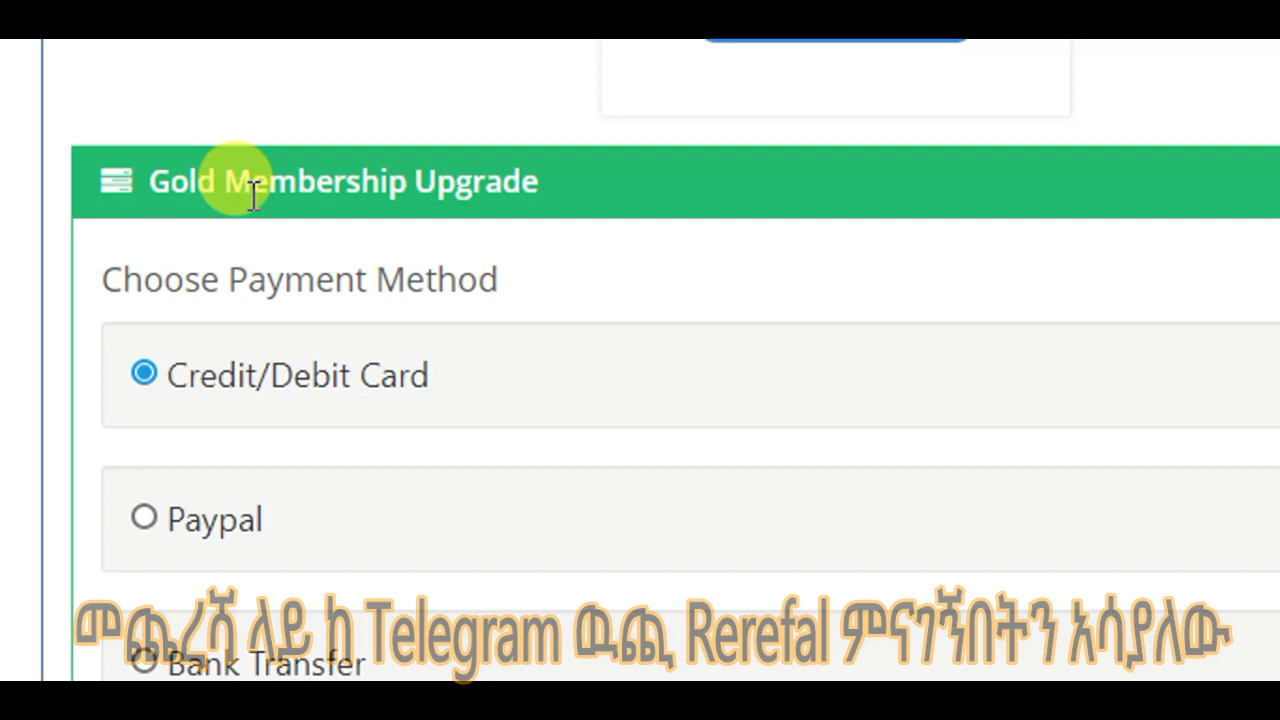 Gold Membership Upgrade
Choose Payment Method
Credit/Debit Card
Paypal
Bank Transfer
መጨረሻ ላይ ከ Telegram ዉጪ Rerefal ምናገኝበትን አሳያለው